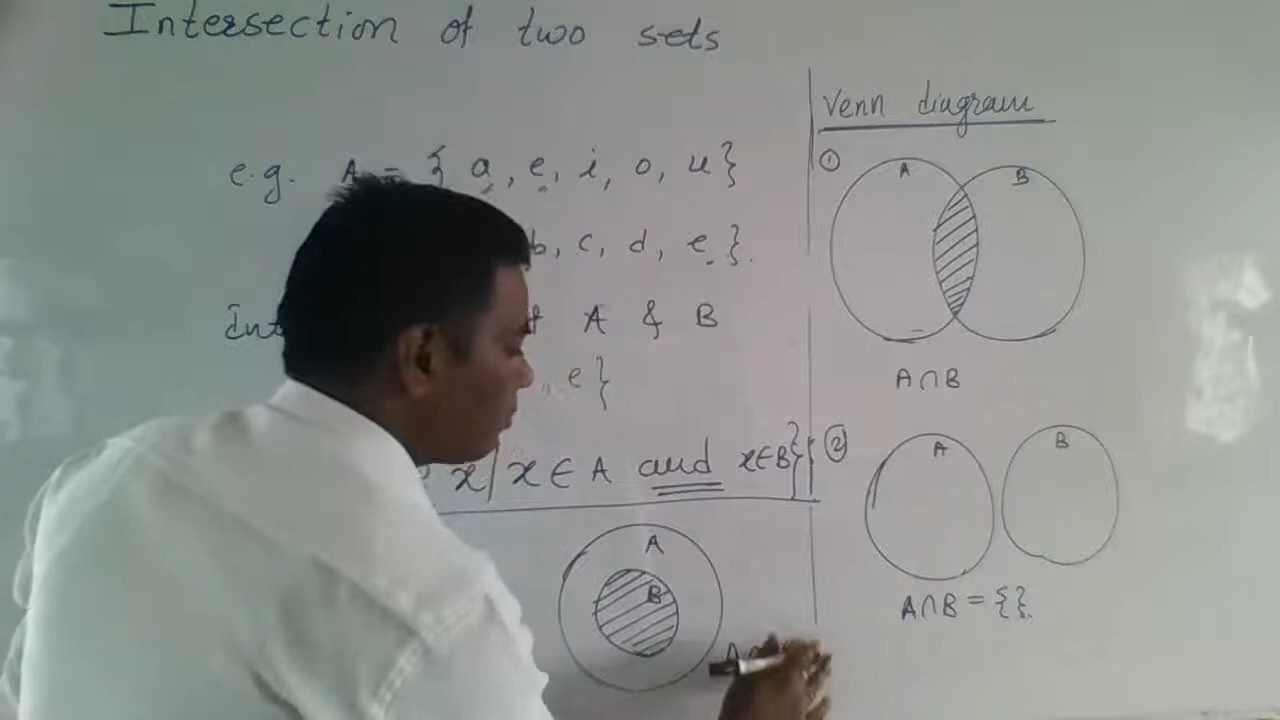 Intersection of two sets
e.g. A = { a, e, i, o, u}
b, c, d, e }.
A & B
e}
x/x ∈ A and x∈B}
A
B
Venn diagram
①
A
B
A∩B
②
A
B
A∩B = {}.